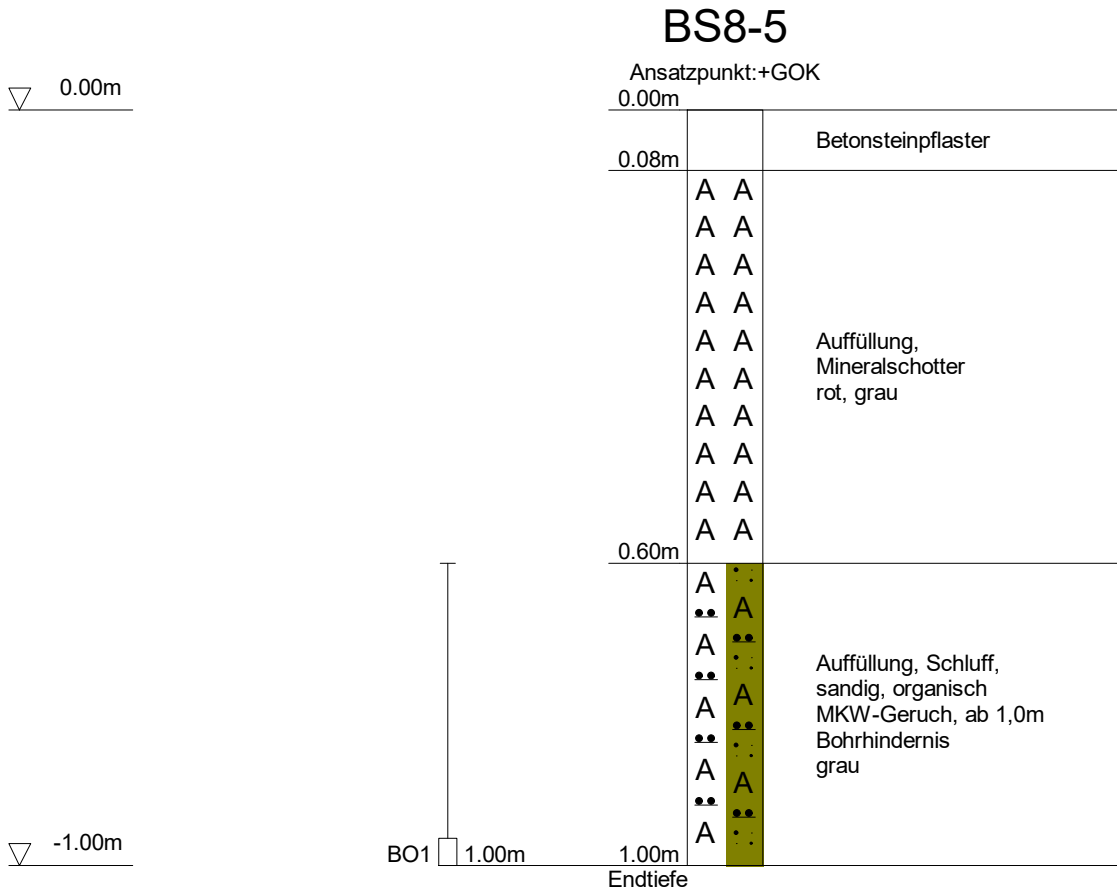 BS8-5
Ansatzpunkt:+GOK
0.00m
0.00m
Betonsteinpflaster
0.08m
A A
A A
A A
A A
A A
A A
A A
A A
A A
A A
Auffüllung,
Mineralschotter
rot, grau
0.60m
A
A
A
A
A
A
A
A
Auffüllung, Schluff,
sandig, organisch
MKW-Geruch, ab 1,0m
Bohrhindernis
grau
-1.00m
BO1 1.00m
1.00m
Endtiefe